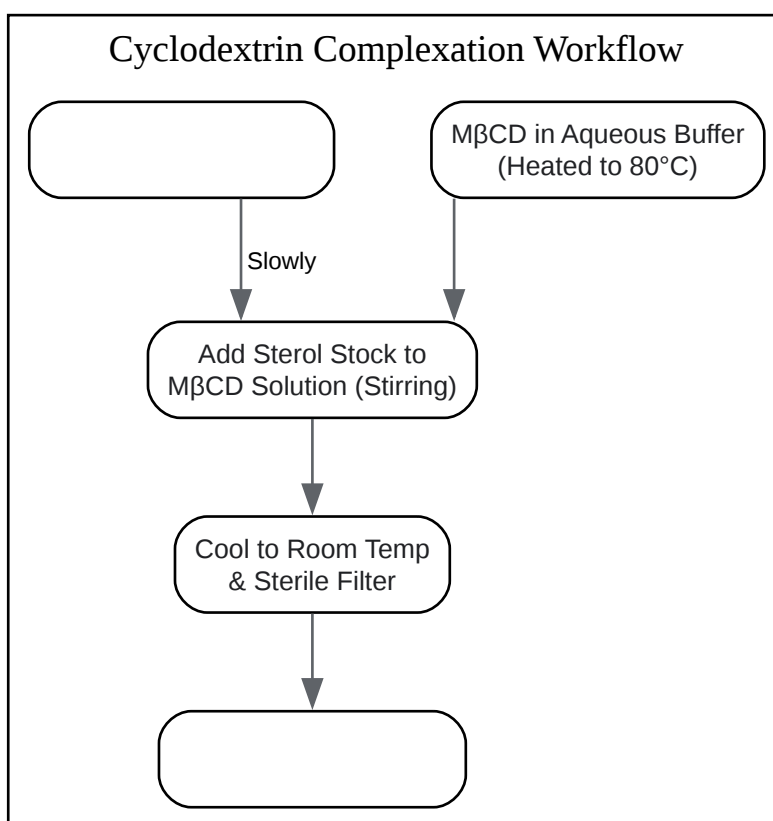 Cyclodextrin Complexation Workflow
MβCD in Aqueous Buffer
(Heated to 80°C)
Slowly
Add Sterol Stock to
MβCD Solution (Stirring)
Cool to Room Temp
& Sterile Filter